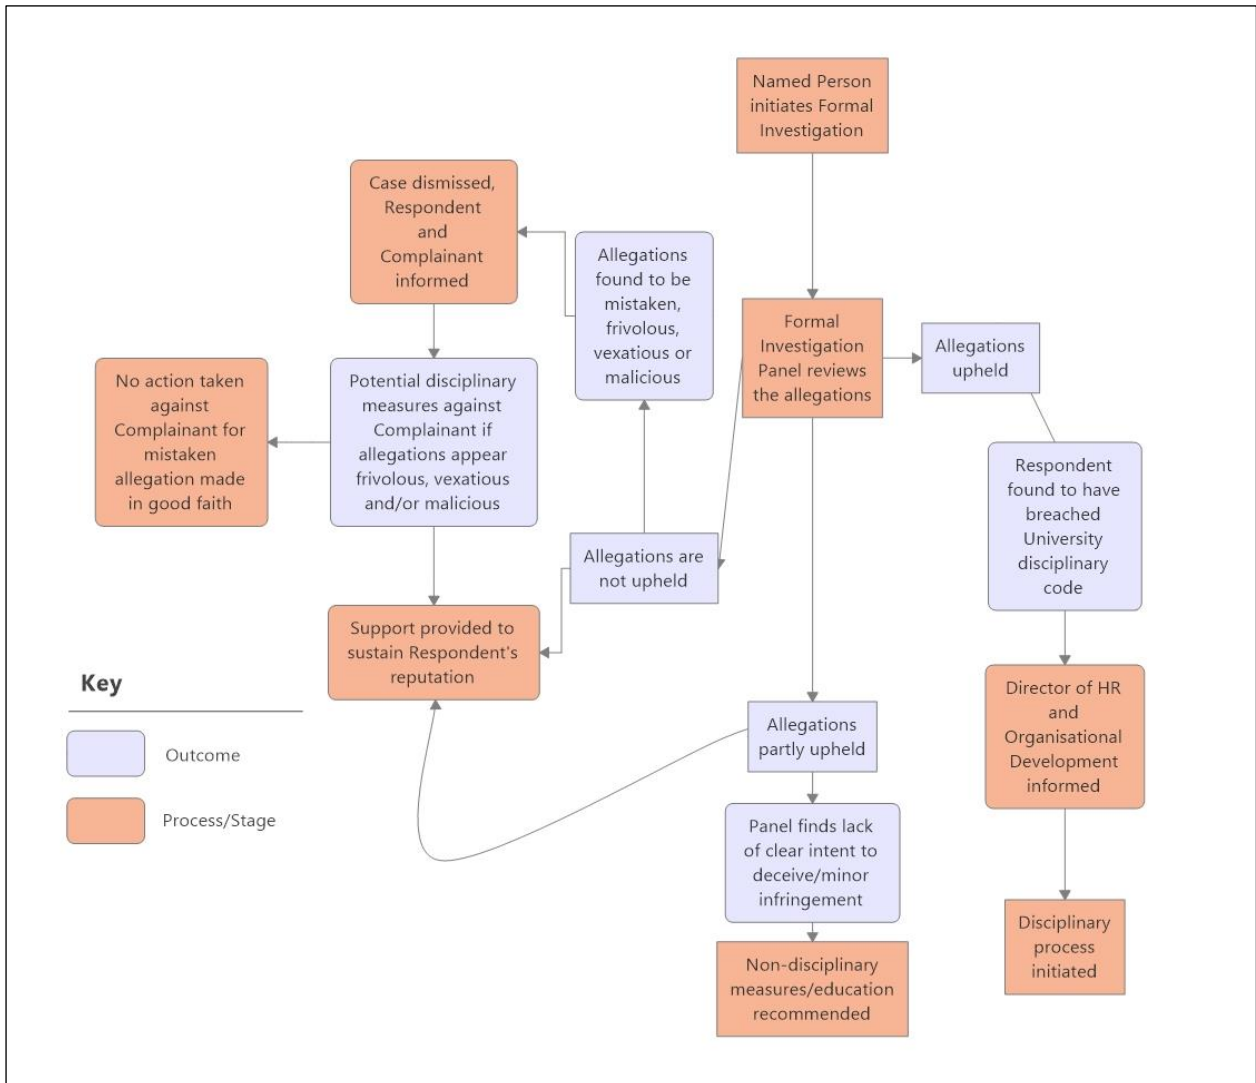 Named Person
initiates Formal
Investigation
Case dismissed,
Respondent
and
Complainant
informed
Allegations
found to be
mistaken,
frivolous,
vexatious or
malicious
Formal
Investigation
Panel reviews
the allegations
Allegations
upheld
No action taken
against
Complainant for
mistaken
allegation made
in good faith
Potential disciplinary
measures against
Complainant if
allegations appear
frivolous, vexatious
and/or malicious
Respondent
found to have
breached
University
disciplinary
code
Allegations are
not upheld
Support provided to
sustain Respondent's
reputation
Key
Outcome
Process/Stage
Allegations
partly upheld
Director of HR
and
Organisational
Development
informed
Panel finds lack
of clear intent to
deceive/minor
infringement
Disciplinary
process
initiated
Non-disciplinary
measures/education
recommended